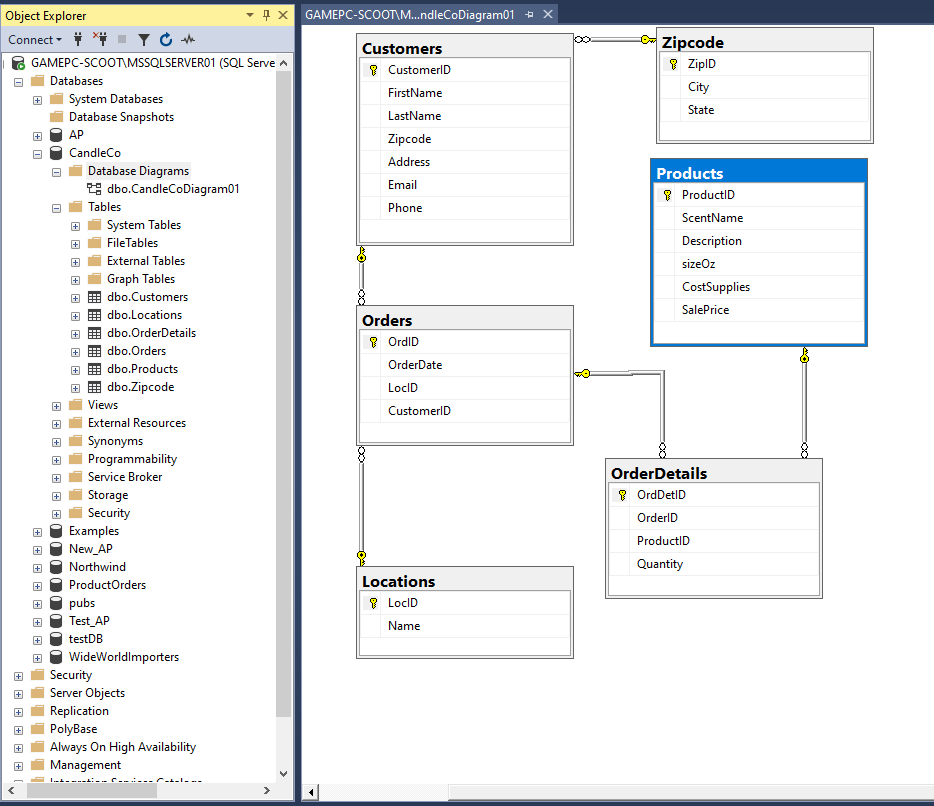 Object Explorer
Connect
GAMEPC-SCOOT\MSSQLSERVER01 (SQL Serve
Databases
System Databases
Database Snapshots
AP
CandleCo
Database Diagrams
dbo.CandleCoDiagram01
Tables
System Tables
FileTables
External Tables
Graph Tables
dbo.Customers
dbo.Locations
dbo.OrderDetails
dbo.Orders
dbo.Products
dbo.Zipcode
Views
External Resources
Synonyms
Programmability
Service Broker
Storage
Security
Examples
New_AP
Northwind
ProductOrders
pubs
Test_AP
testDB
WideWorldImporters
Security
Server Objects
Replication
PolyBase
Always On High Availability
Management
Integration Services Catalogs
GAMEPC-SCOOT\M...ndleCoDiagram01
Customers
CustomerID
FirstName
LastName
Zipcode
Address
Email
Phone
Zipcode
ZipID
City
State
Products
ProductID
ScentName
Description
sizeOz
CostSupplies
SalePrice
Orders
OrdID
OrderDate
LocID
CustomerID
OrderDetails
OrdDetID
OrderID
ProductID
Quantity
Locations
LocID
Name